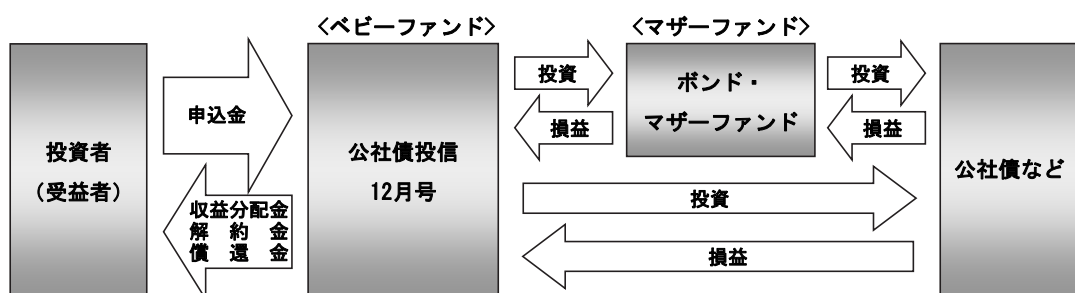 <ベビーファンド>
<マザーファンド>
投資者
(受益者)
申込金
収益分配金
解約金
償還金
公社債投信
12月号
投資
損益
ボンド・
マザーファンド
投資
損益
投資
損益
公社債など